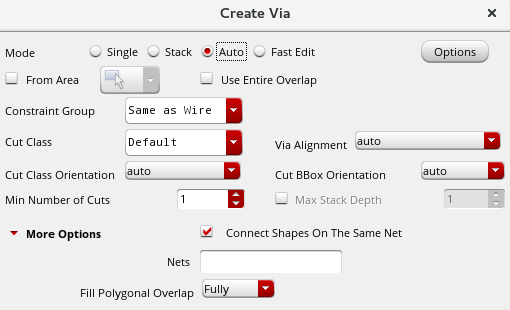 Create Via
Mode Single Stack Auto Fast Edit Options
From Area Use Entire Overlap
Constraint Group Same as Wire
Cut Class Default Via Alignment auto
Cut Class Orientation auto Cut BBox Orientation auto
Min Number of Cuts 1 Max Stack Depth 1
More Options Connect Shapes On The Same Net
Nets
Fill Polygonal Overlap Fully